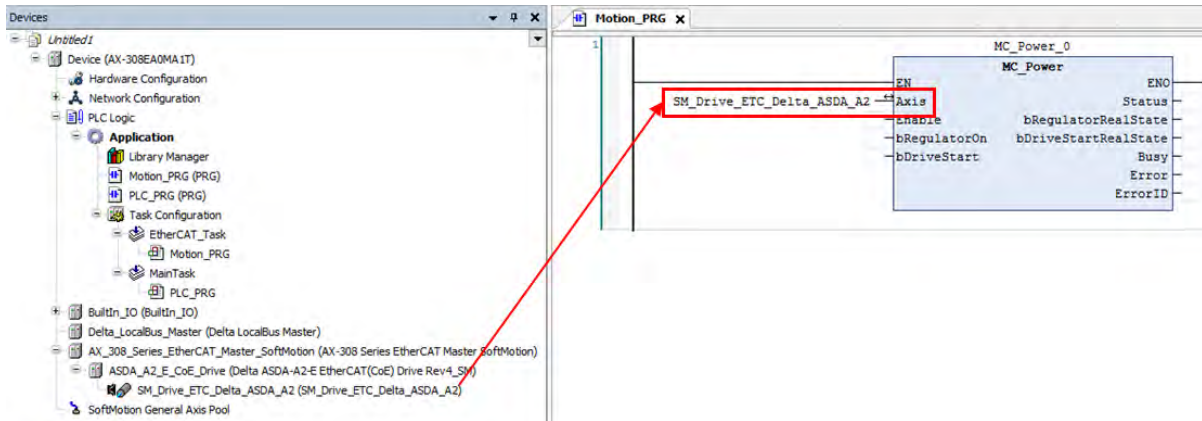 Devices
Untitled1
Device (AX-308EA0MA1T)
Hardware Configuration
Network Configuration
PLC Logic
Application
Library Manager
Motion_PRG (PRG)
PLC_PRG (PRG)
Task Configuration
EtherCAT_Task
Motion_PRG
MainTask
PLC_PRG
BuiltIn_IO (BuiltIn_IO)
Delta_LocalBus_Master (Delta LocalBus Master)
AX_308_Series_EtherCAT_Master_SoftMotion (AX-308 Series EtherCAT Master SoftMotion)
ASDA_A2_E_CoE_Drive (Delta ASDA-A2-E EtherCAT(CoE) Drive Rev4_SM)
SM_Drive_ETC_Delta_ASDA_A2 (SM_Drive_ETC_Delta_ASDA_A2)
SoftMotion General Axis Pool
Motion_PRG
1
MC_Power_0
MC_Power
EN ENO
SM_Drive_ETC_Delta_ASDA_A2 Axis Status
Enable bRegulatorRealState
bRegulatorOn bDriveStartRealState
bDriveStart Busy
Error
ErrorID